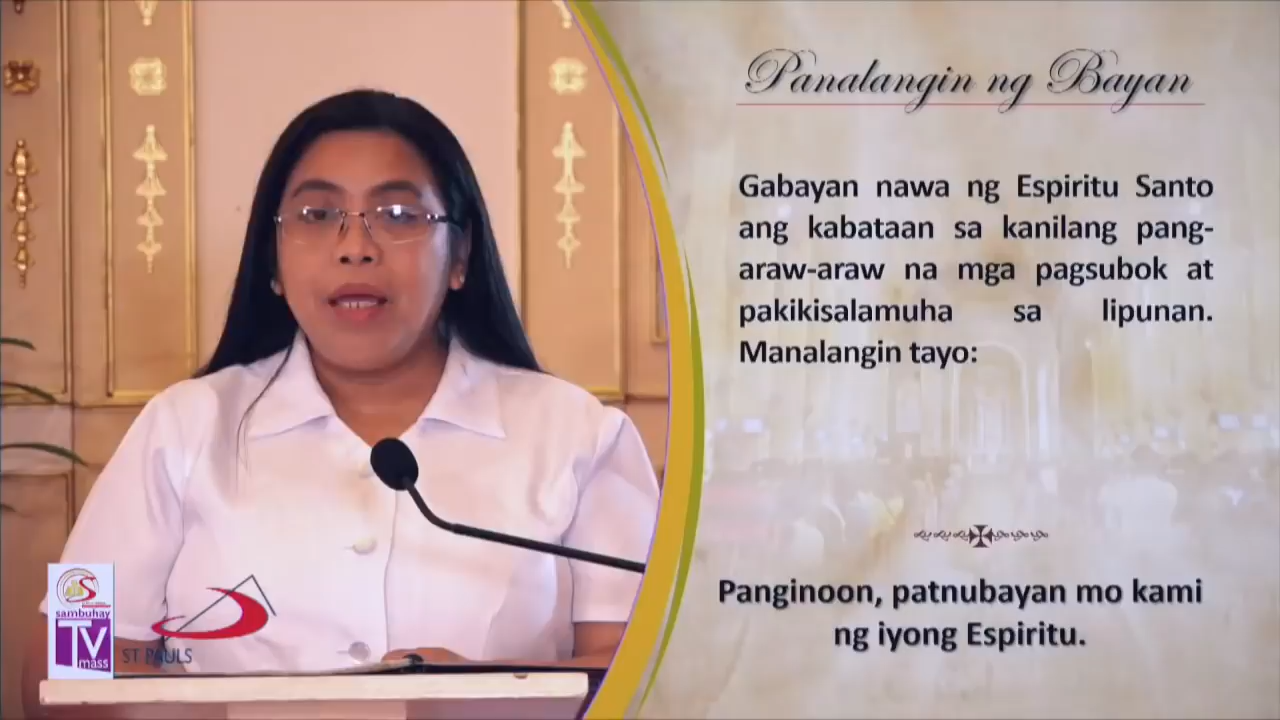 Panalangin ng Bayan
Gabayan nawa ng Espiritu Santo
ang kabataan sa kanilang pang-
araw-araw na mga pagsubok at
pakikisalamuha sa lipunan.
Manalangin tayo:
Panginoon, patnubayan mo kami
ng iyong Espiritu.
sambuhay
TV
mass
ST PAULS